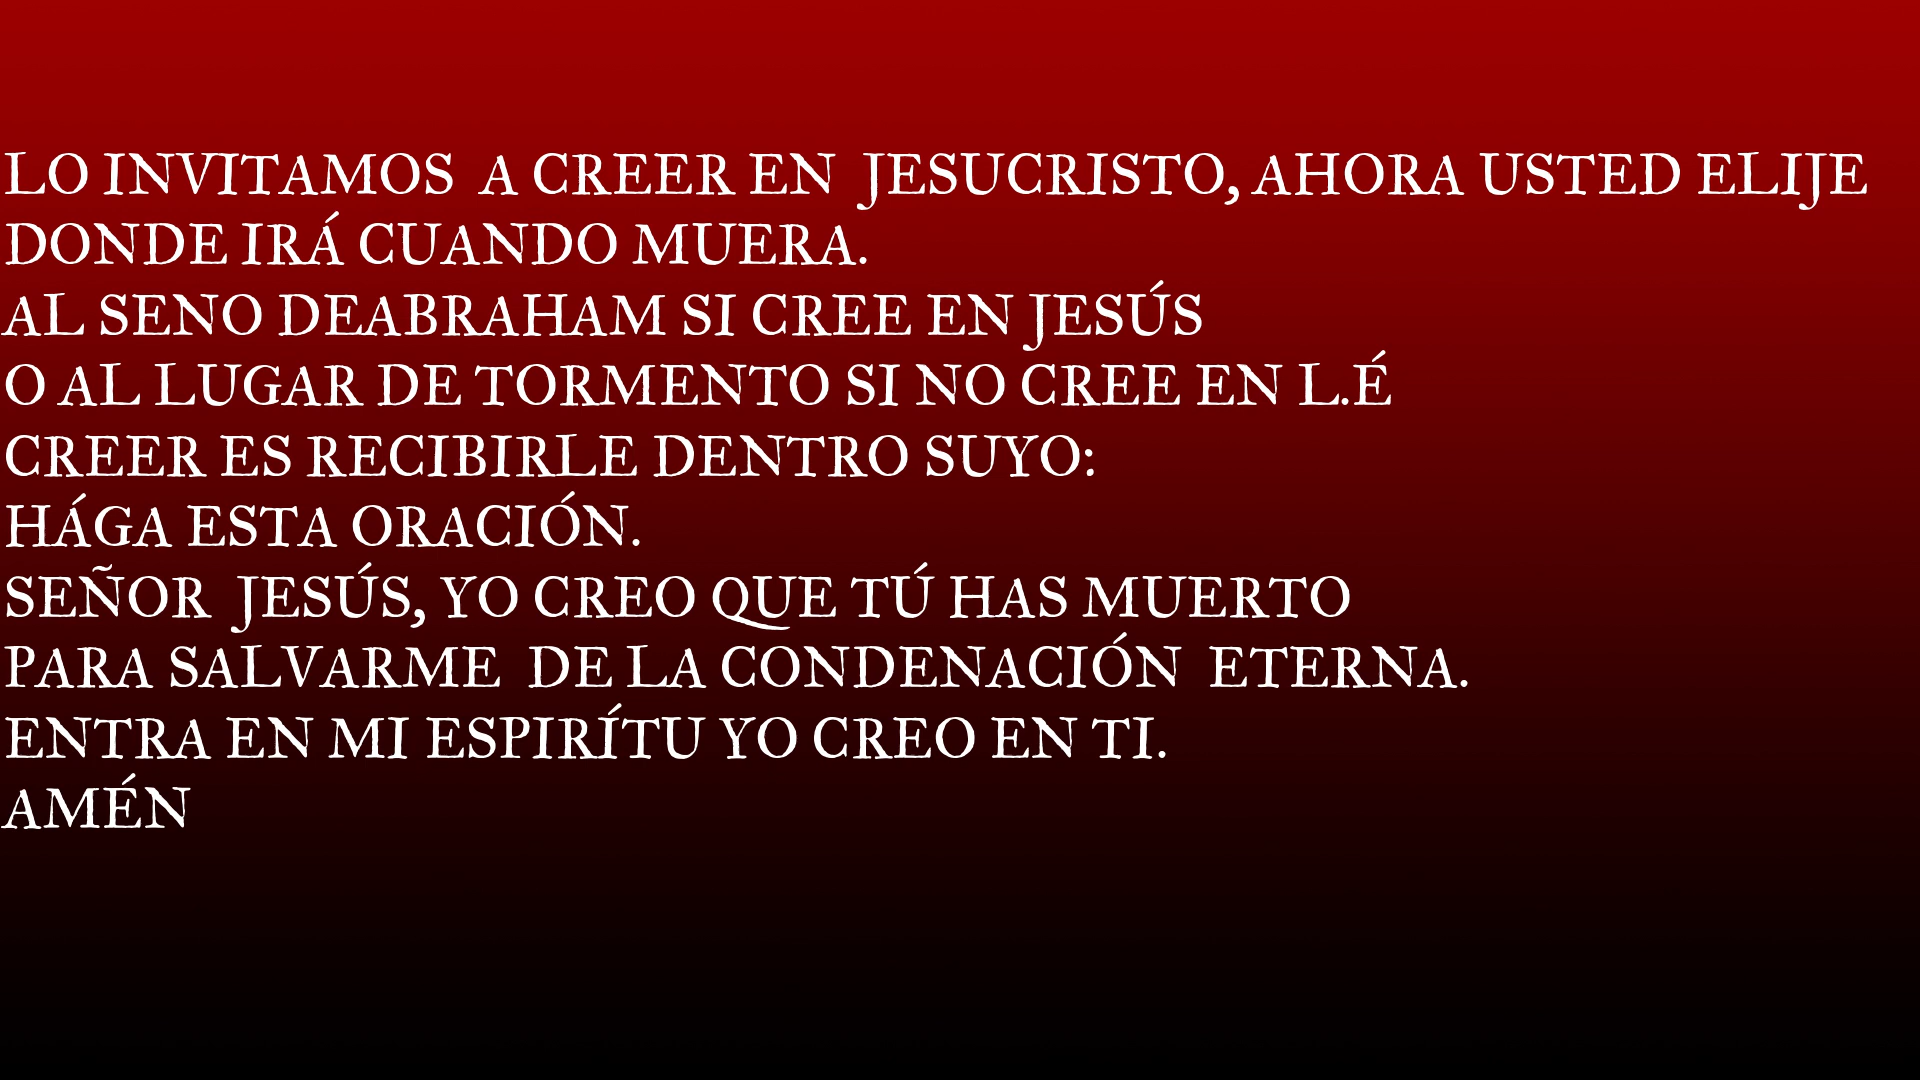 LO INVITAMOS  A CREER EN  JESUCRISTO, AHORA USTED ELIJE
DONDE IRÁ CUANDO MUERA.
AL SENO DEABRAHAM SI CREE EN JESÚS
O AL LUGAR DE TORMENTO SI NO CREE EN L.É
CREER ES RECIBIRLE DENTRO SUYO:
HÁGA ESTA ORACIÓN.
SEÑOR  JESÚS, YO CREO QUE TÚ HAS MUERTO
PARA SALVARME  DE LA CONDENACIÓN  ETERNA.
ENTRA EN MI ESPIRÍTU YO CREO EN TI.
AMÉN